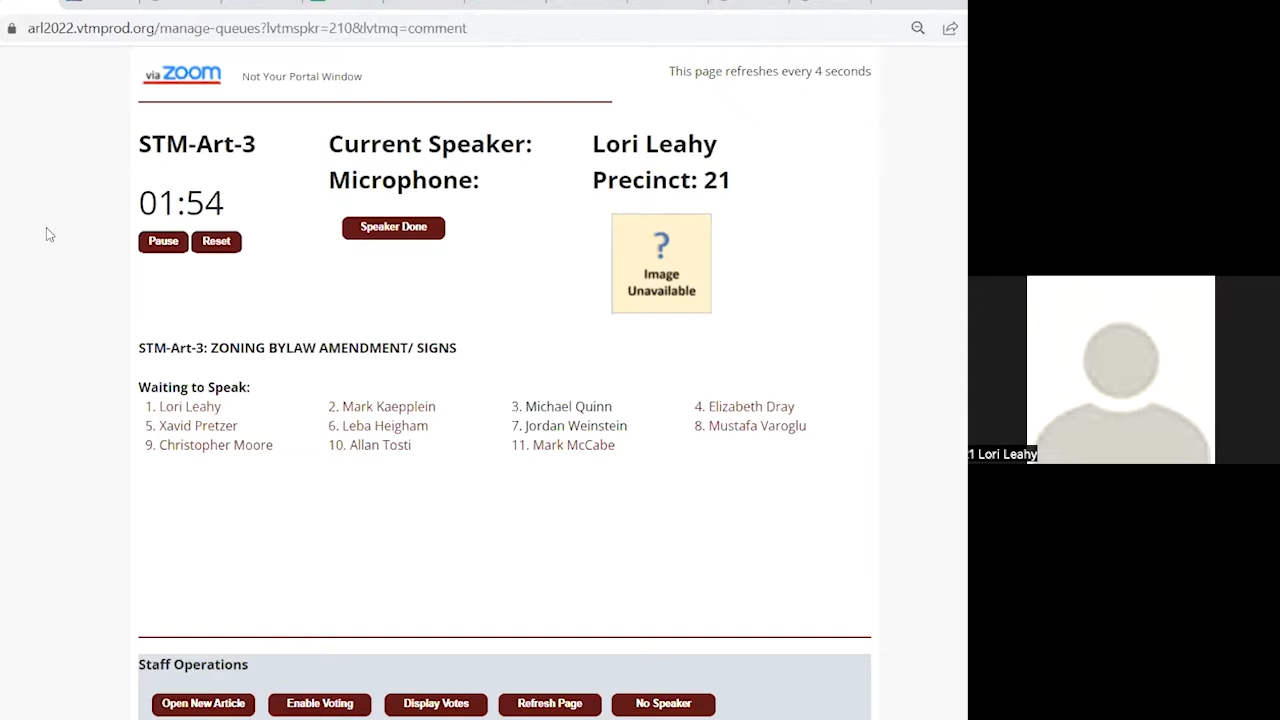 arl2022.vtmprod.org/manage-queues?lvtmspkr=210&lvtmq=comment
via zoom Not Your Portal Window This page refreshes every 4 seconds
STM-Art-3 Current Speaker: Lori Leahy
Microphone: Precinct: 21
01:54
Speaker Done
Pause Reset
?
Image
Unavailable
STM-Art-3: ZONING BYLAW AMENDMENT/ SIGNS
Waiting to Speak:
1. Lori Leahy 2. Mark Kaepplein 3. Michael Quinn 4. Elizabeth Dray
5. Xavid Pretzer 6. Leba Heigham 7. Jordan Weinstein 8. Mustafa Varoglu
9. Christopher Moore 10. Allan Tosti 11. Mark McCabe
1 Lori Leahy
Staff Operations
Open New Article Enable Voting Display Votes Refresh Page No Speaker